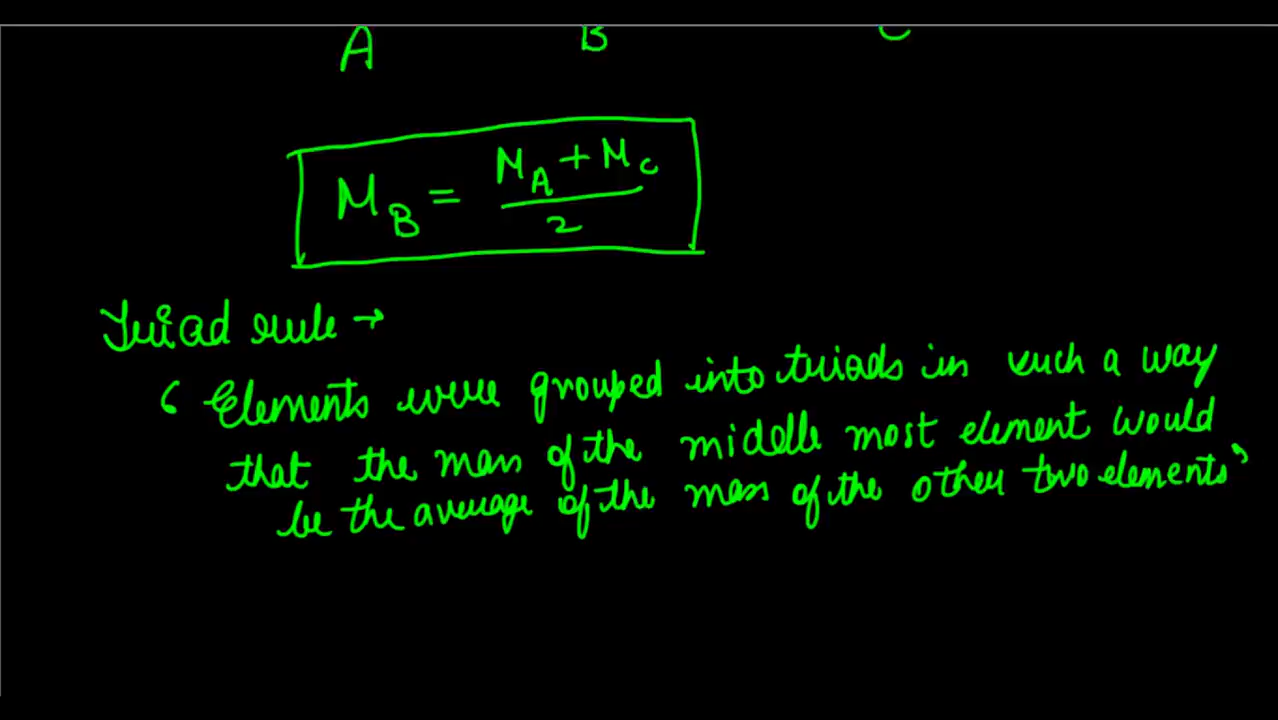 A B C
M_B = (M_A + M_C)/2
Triad rule →
‘ Elements were grouped into triads in such a way
that the mass of the middle most element would
be the average of the mass of the other two elements’